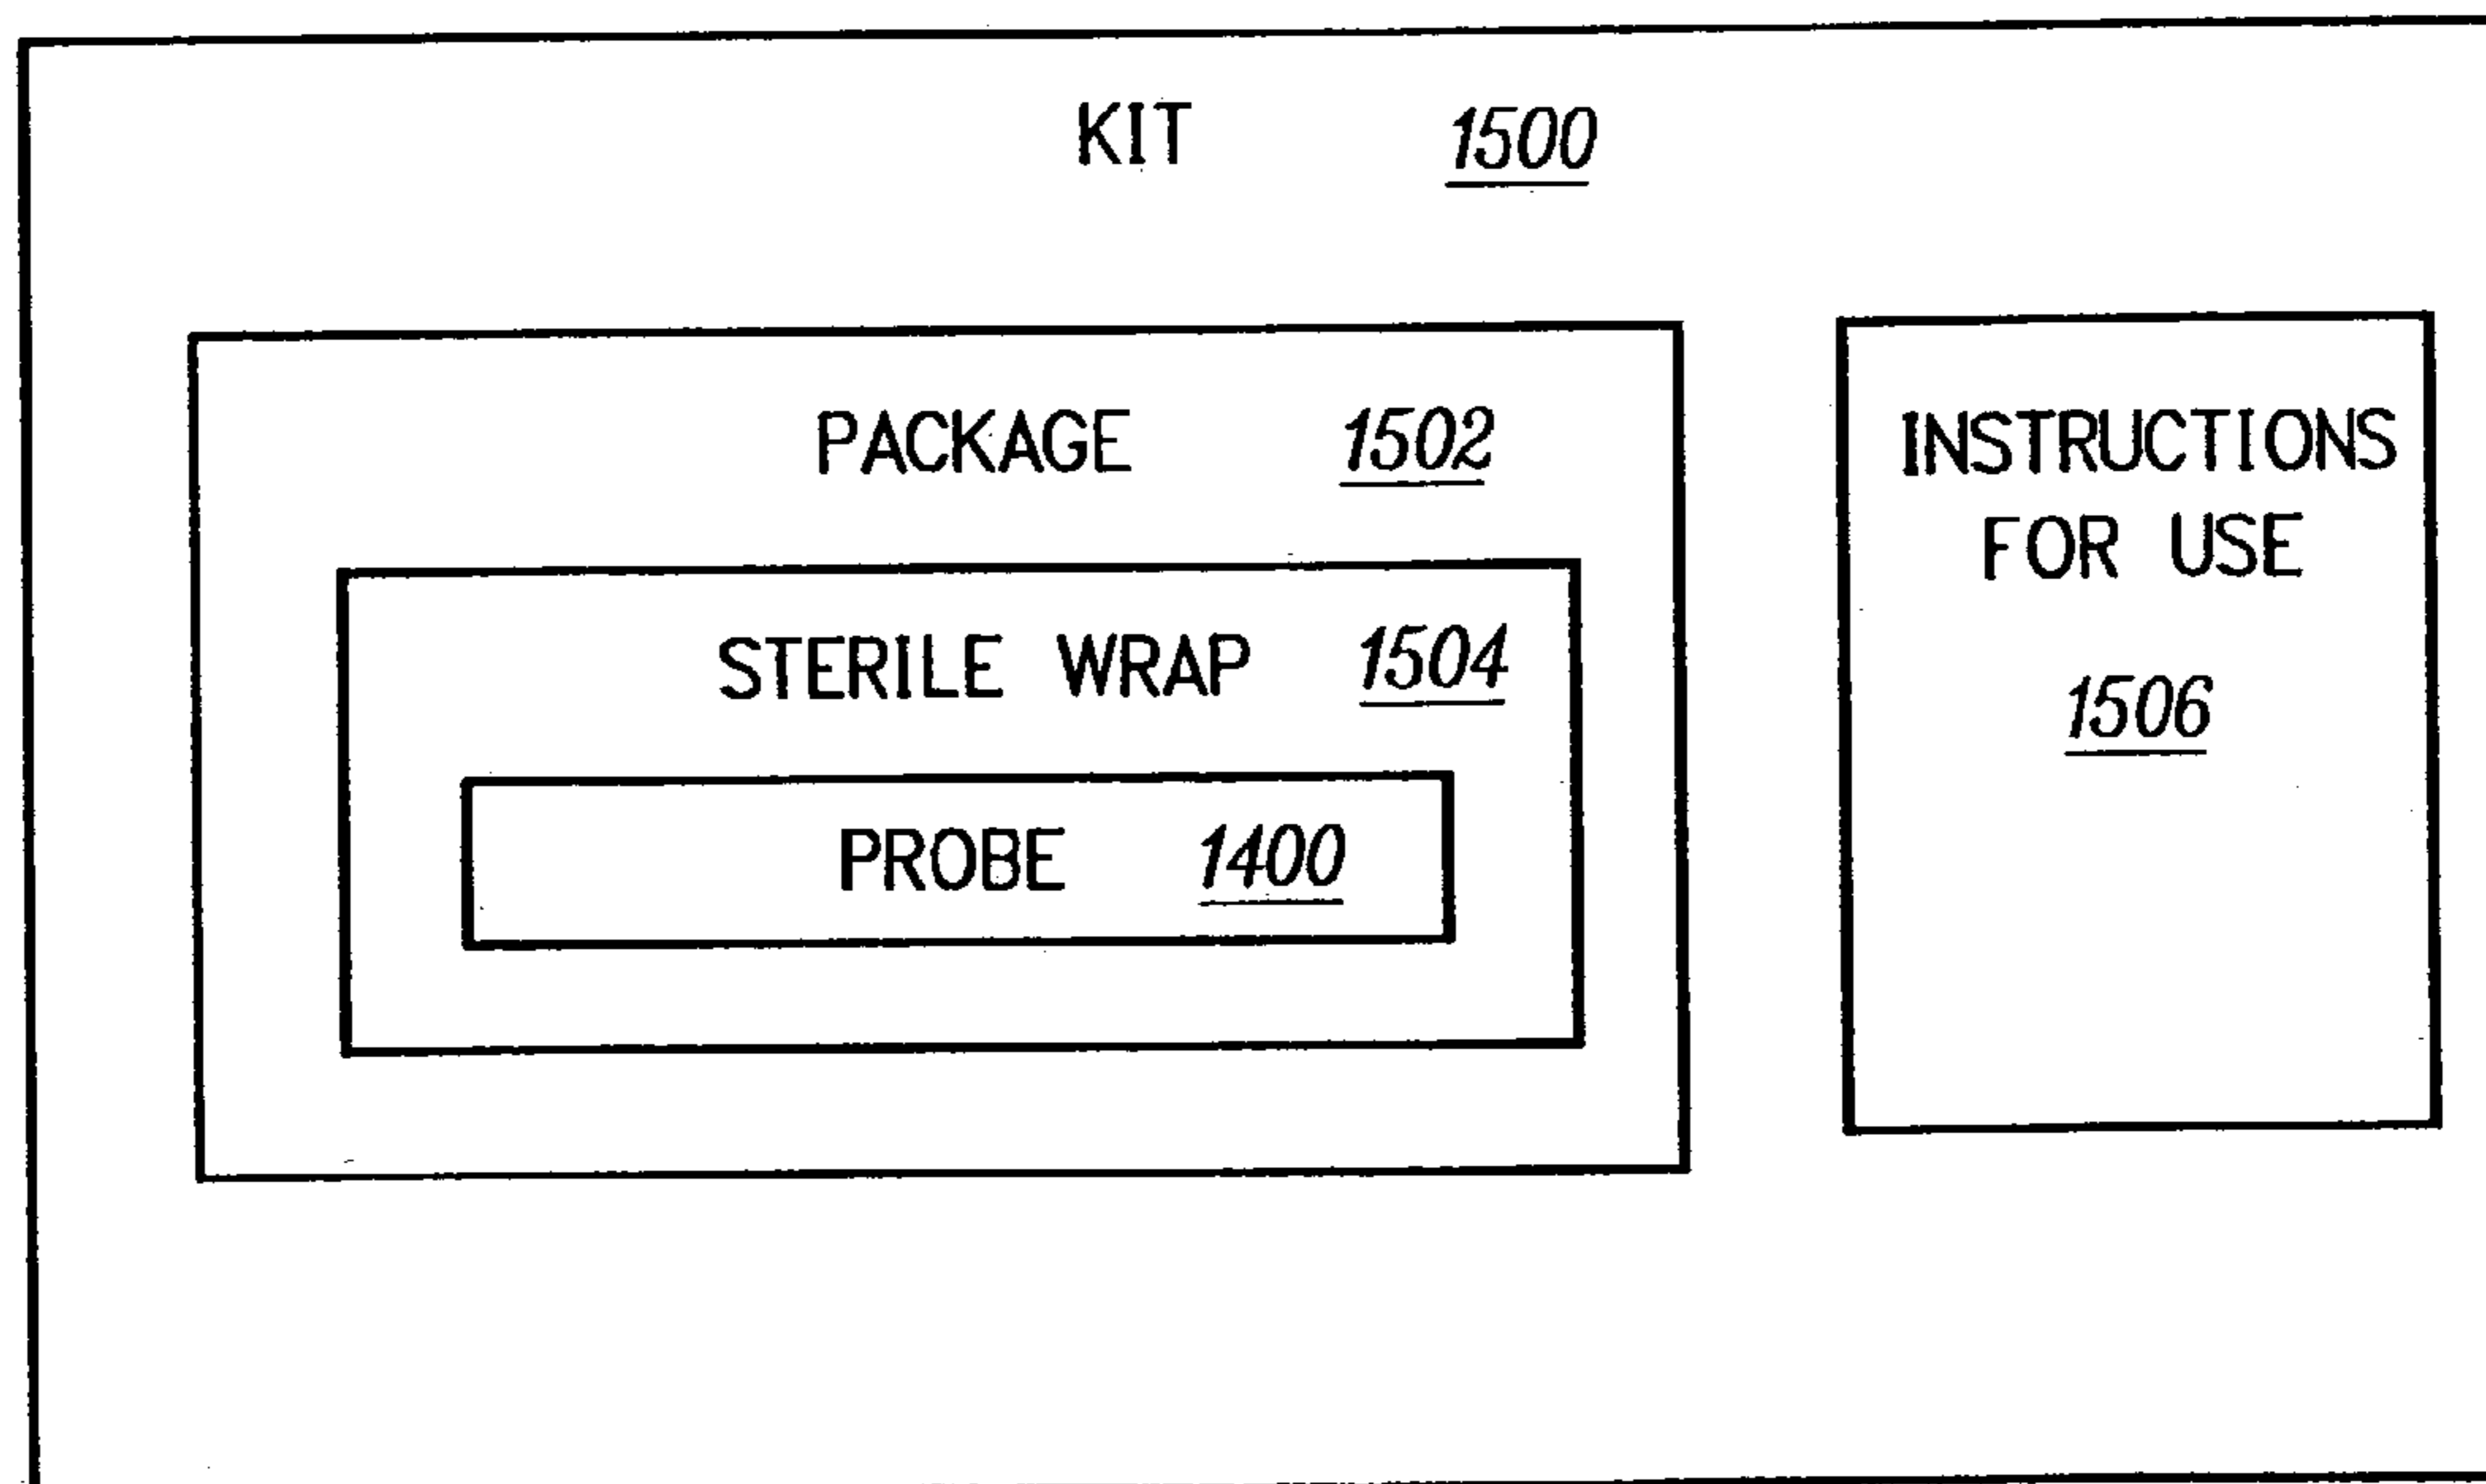 KIT 1500
PACKAGE 1502
STERILE WRAP 1504
PROBE 1400
INSTRUCTIONS
FOR USE
1506